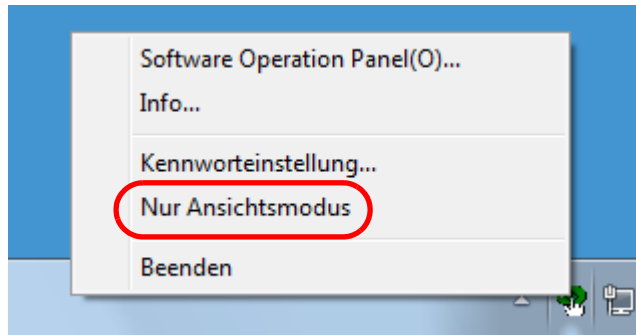 Software Operation Panel(O)...
Info...
Kennworteinstellung...
Nur Ansichtsmodus
Beenden